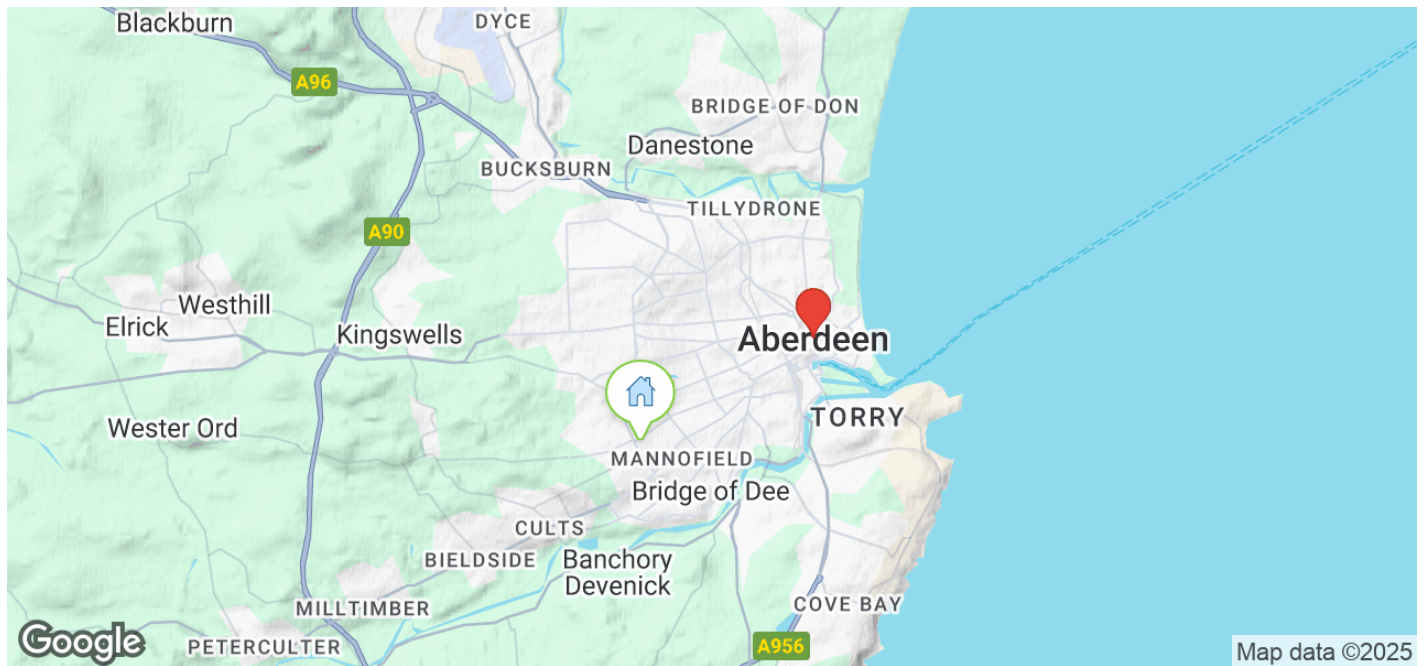 Blackburn
DYCE
A96
BRIDGE OF DON
Danestone
BUCKSBURN
TILLYDRONE
A90
Westhill
Elrick
Kingswells
Aberdeen
TORRY
Wester Ord
MANNOFIELD
Bridge of Dee
CULTS
BIELDSIDE
Banchory
Devenick
MILLTIMBER
COVE BAY
PETERCULTER
A956
Google
Map data ©2025